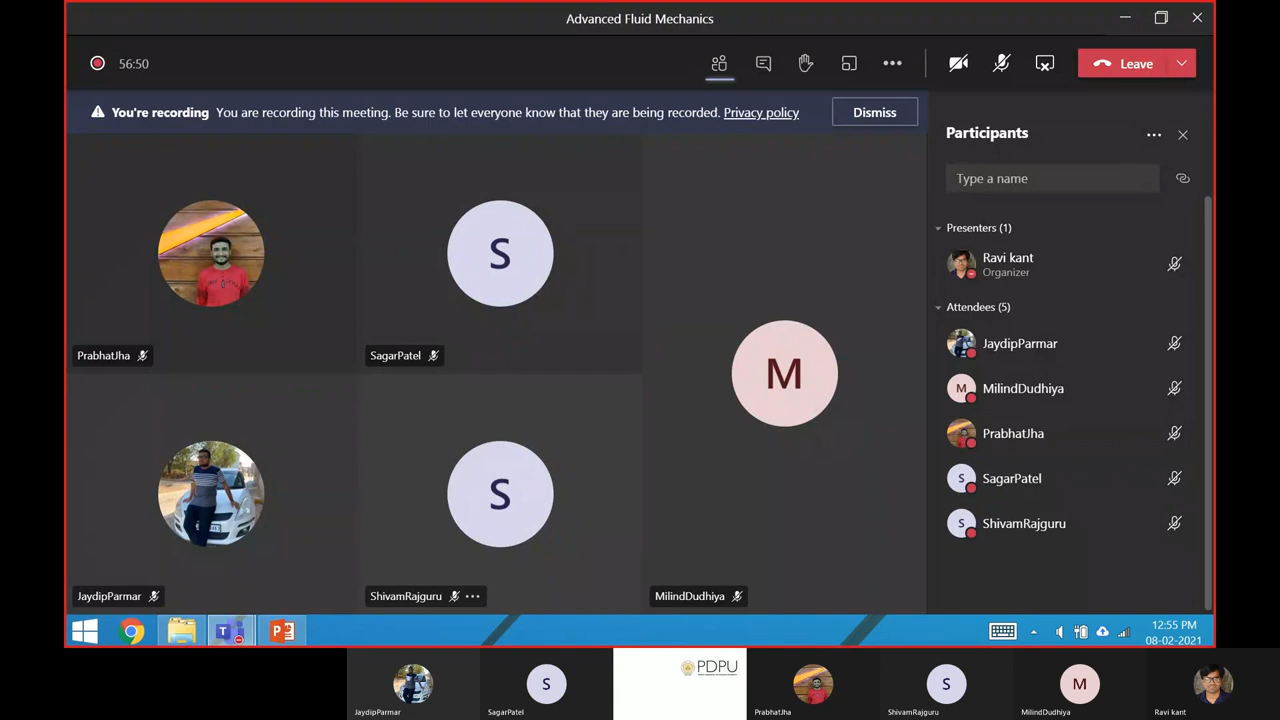 Advanced Fluid Mechanics
56:50
Leave
You're recording You are recording this meeting. Be sure to let everyone know that they are being recorded. Privacy policy
Dismiss
Participants
Type a name
Presenters (1)
Ravi kant
Organizer
Attendees (5)
JaydipParmar
M MilindDudhiya
PrabhatJha
S SagarPatel
S ShivamRajguru
S
PrabhatJha
SagarPatel
M
S
JaydipParmar
ShivamRajguru
MilindDudhiya
12:55 PM
08-02-2021
JaydipParmar
S
SagarPatel
PDPU
PrabhatJha
S
ShivamRajguru
M
MilindDudhiya
Ravi kant